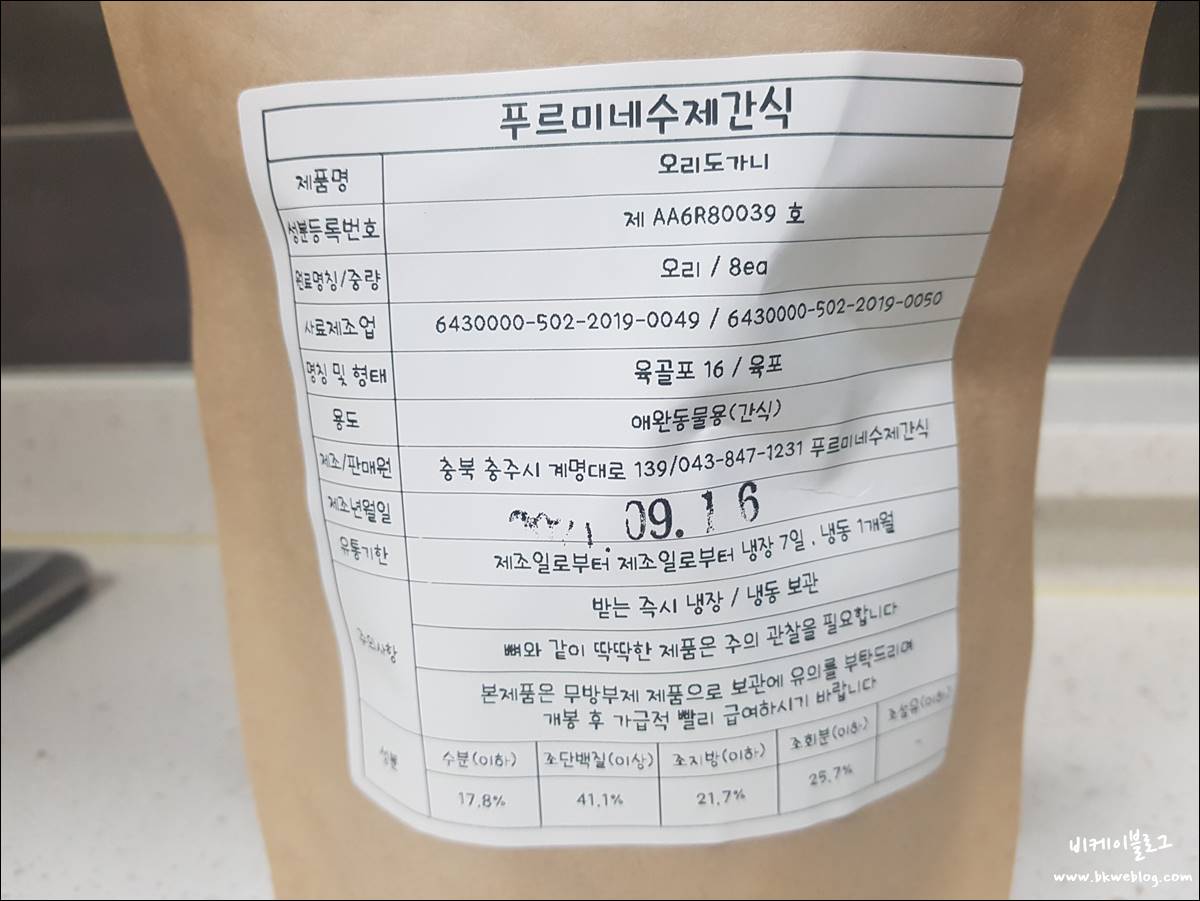 푸르미네수제간식
제품명 오리도가니
성분등록번호 제 AA6R80039 호
원료명칭/중량 오리 / 8ea
사료제조업 6430000-502-2019-0049 / 6430000-502-2019-0050
명칭 및 형태 육골포 16 / 육포
용도 애완동물용(간식)
제조/판매원 충북 충주시 계명대로 139/043-847-1231 푸르미네수제간식
제조년월일 09.16
유통기한 제조일로부터 제조일로부터 냉장 7일 , 냉동 1개월
받는 즉시 냉장 / 냉동 보관
주의사항 뼈와 같이 딱딱한 제품은 주의 관찰을 필요합니다
본제품은 무방부제 제품으로 보관에 유의를 부탁드리며
개봉 후 가급적 빨리 급여하시기 바랍니다
성분 수분(이하) 조단백질(이상) 조지방(이하) 조회분(이하) 조섬유(이하)
17.8% 41.1% 21.7% 25.7% -
비케이블로그
www.bkweblog.com